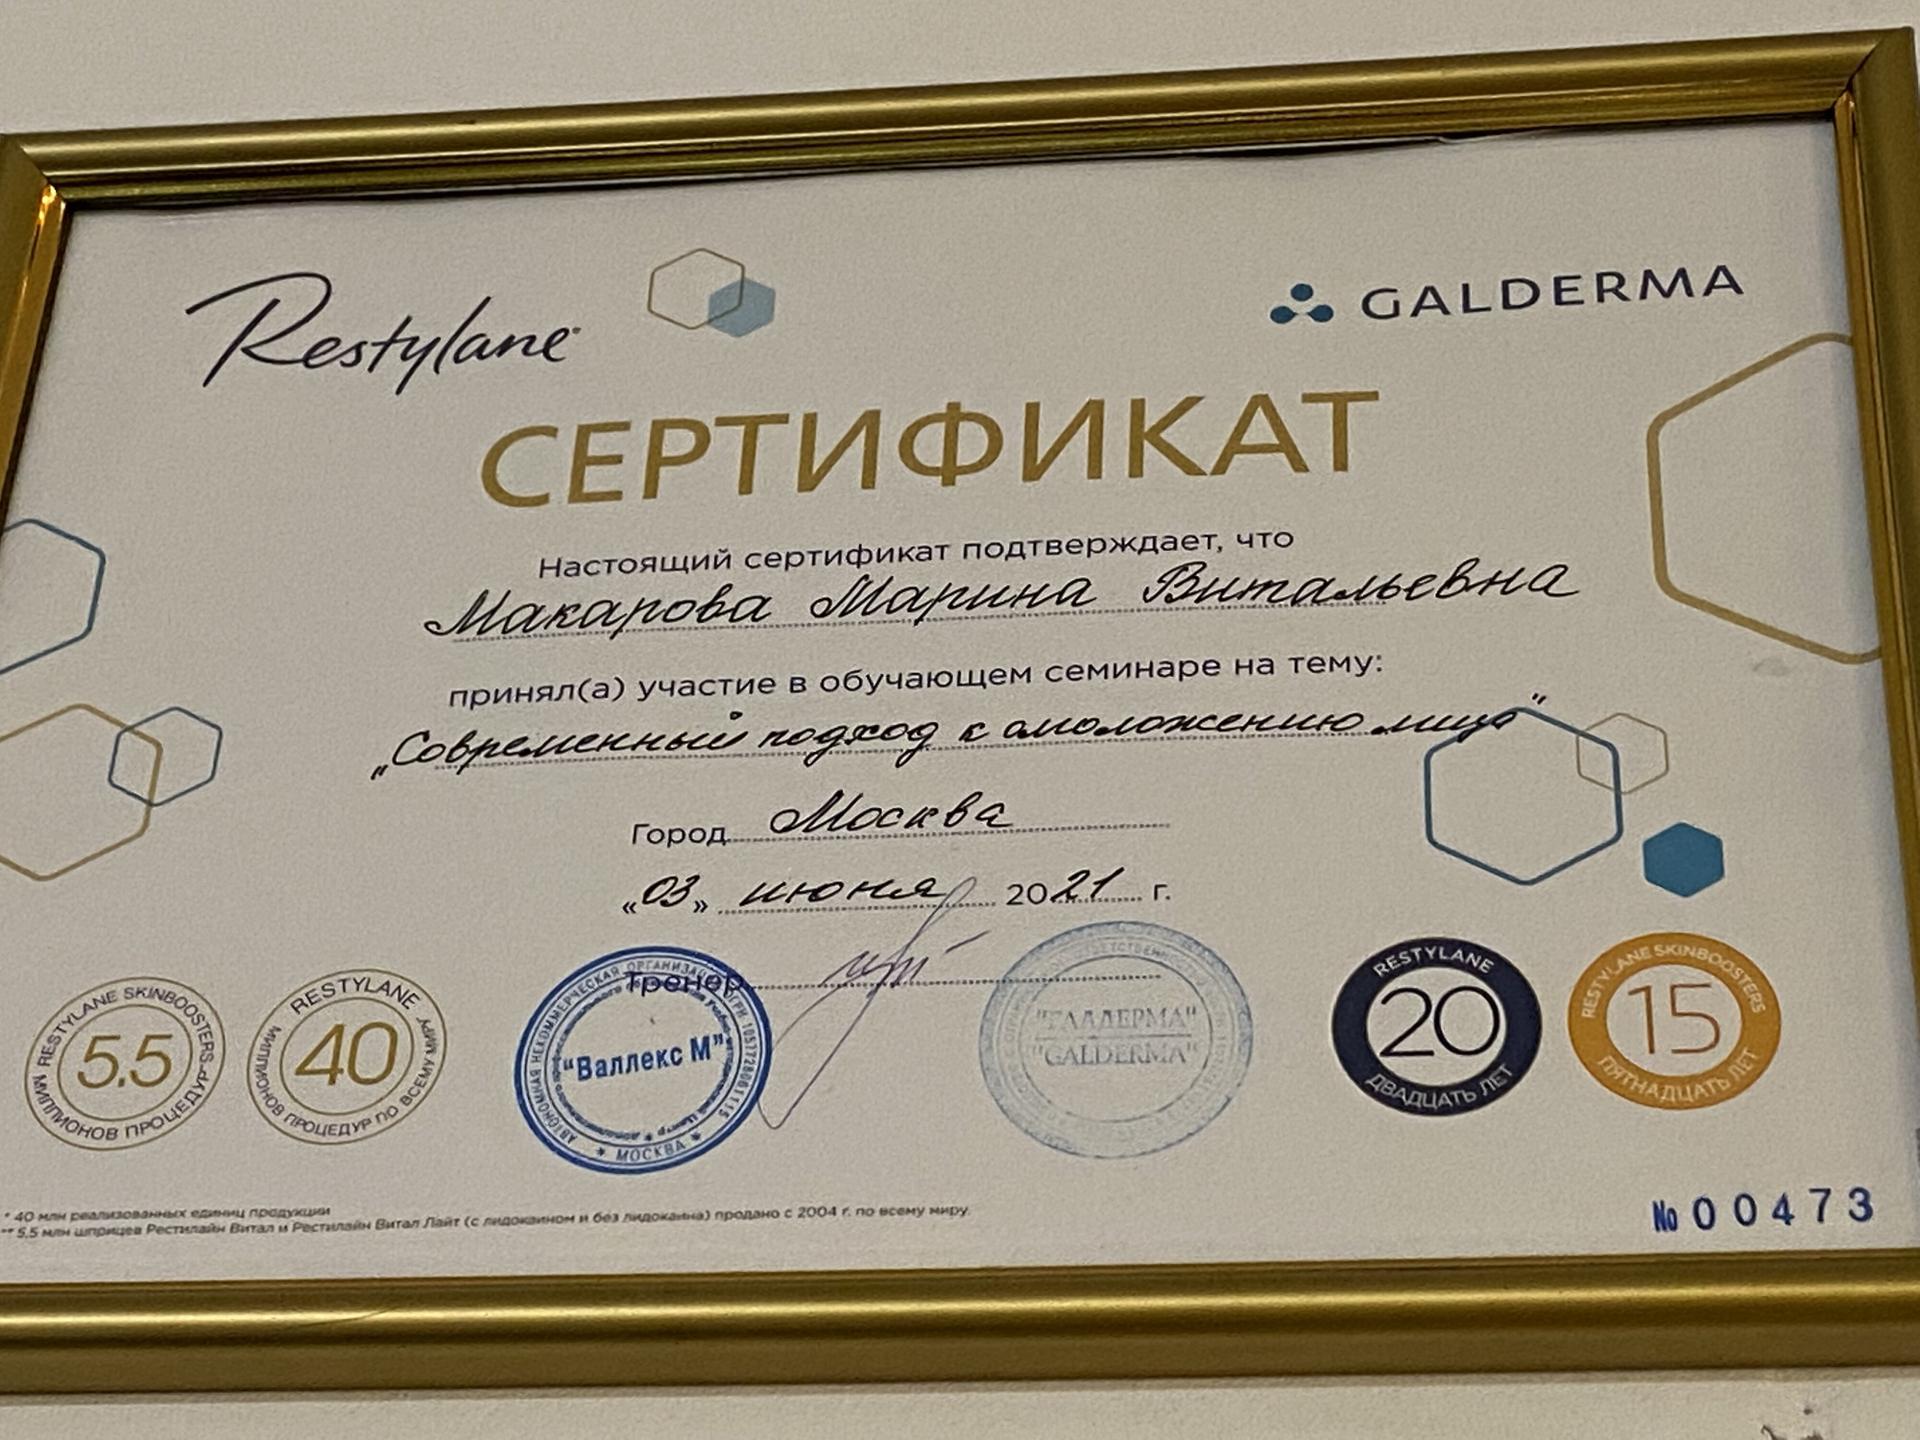 Restylane
GALDERMA
СЕРТИФИКАТ
Настоящий сертификат подтверждает, что
Макарова Марина Витальевна
принял(а) участие в обучающем семинаре на тему:
„Современный подход к омоложению лица"
Город Москва
«03» июня 2021 г.
Тренер
RESTYLANE SKINBOOSTERS
5.5
МИЛЛИОНОВ ПРОЦЕДУР**
RESTYLANE
40
МИЛЛИОНОВ ПРОЦЕДУР ПО ВСЕМУ МИРУ
АВТОНОМНАЯ НЕКОММЕРЧЕСКАЯ ОРГАНИЗАЦИЯ
"Валлекс М"
★ МОСКВА ★
"ГАЛДЕРМА"
"GALDERMA"
RESTYLANE
20
ДВАДЦАТЬ ЛЕТ
RESTYLANE SKINBOOSTERS
15
ПЯТНАДЦАТЬ ЛЕТ
* 40 млн реализованных единиц продукции
** 5,5 млн шприцев Рестилайн Витал и Рестилайн Витал Лайт (с лидокаином и без лидокаина) продано с 2004 г. по всему миру.
№ 00473